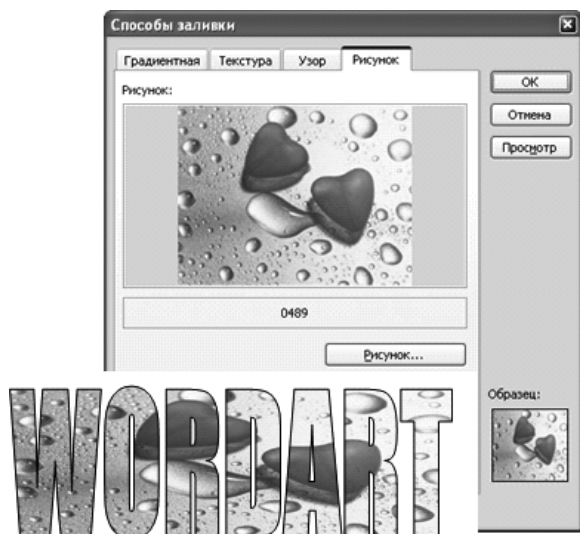 Способы заливки
Градиентная Текстура Узор Рисунок
Рисунок:
ОК
Отмена
Просмотр
0489
Рисунок...
Образец:
WORDART